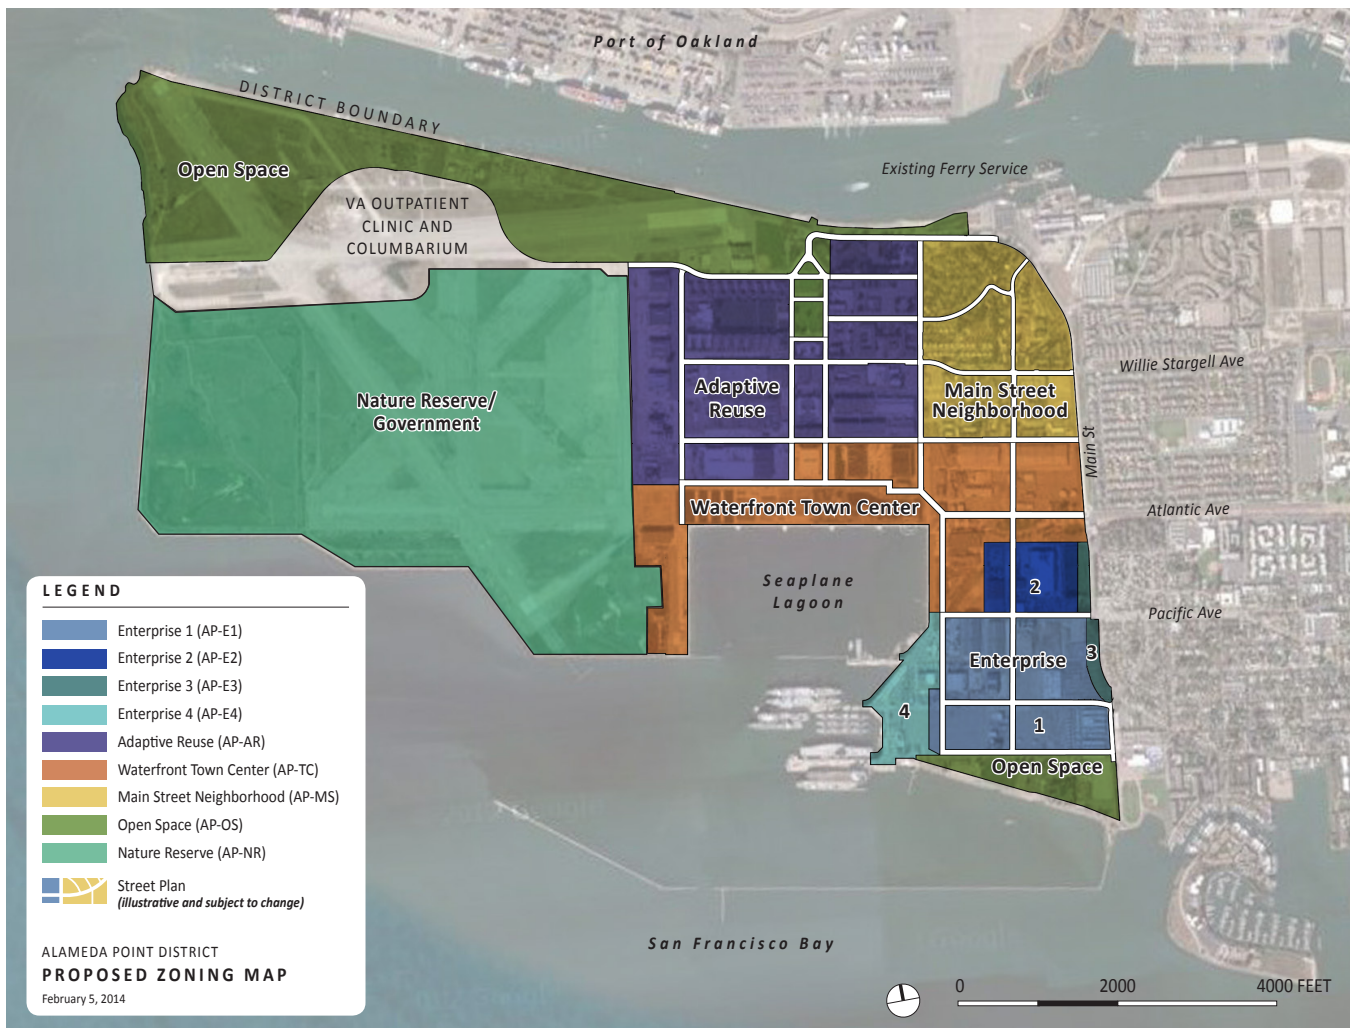 Port of Oakland
DISTRICT BOUNDARY
Open Space
Existing Ferry Service
VA OUTPATIENT
CLINIC AND
COLUMBARIUM
Willie Stargell Ave
Nature Reserve/
Government
Adaptive
Reuse
Main Street
Neighborhood
Main St
Waterfront Town Center
Atlantic Ave
Seaplane
Lagoon
2
Pacific Ave
Enterprise
3
4
1
Open Space
San Francisco Bay
LEGEND
Enterprise 1 (AP-E1)
Enterprise 2 (AP-E2)
Enterprise 3 (AP-E3)
Enterprise 4 (AP-E4)
Adaptive Reuse (AP-AR)
Waterfront Town Center (AP-TC)
Main Street Neighborhood (AP-MS)
Open Space (AP-OS)
Nature Reserve (AP-NR)
Street Plan
(illustrative and subject to change)
ALAMEDA POINT DISTRICT
PROPOSED ZONING MAP
February 5, 2014
0 2000 4000 FEET